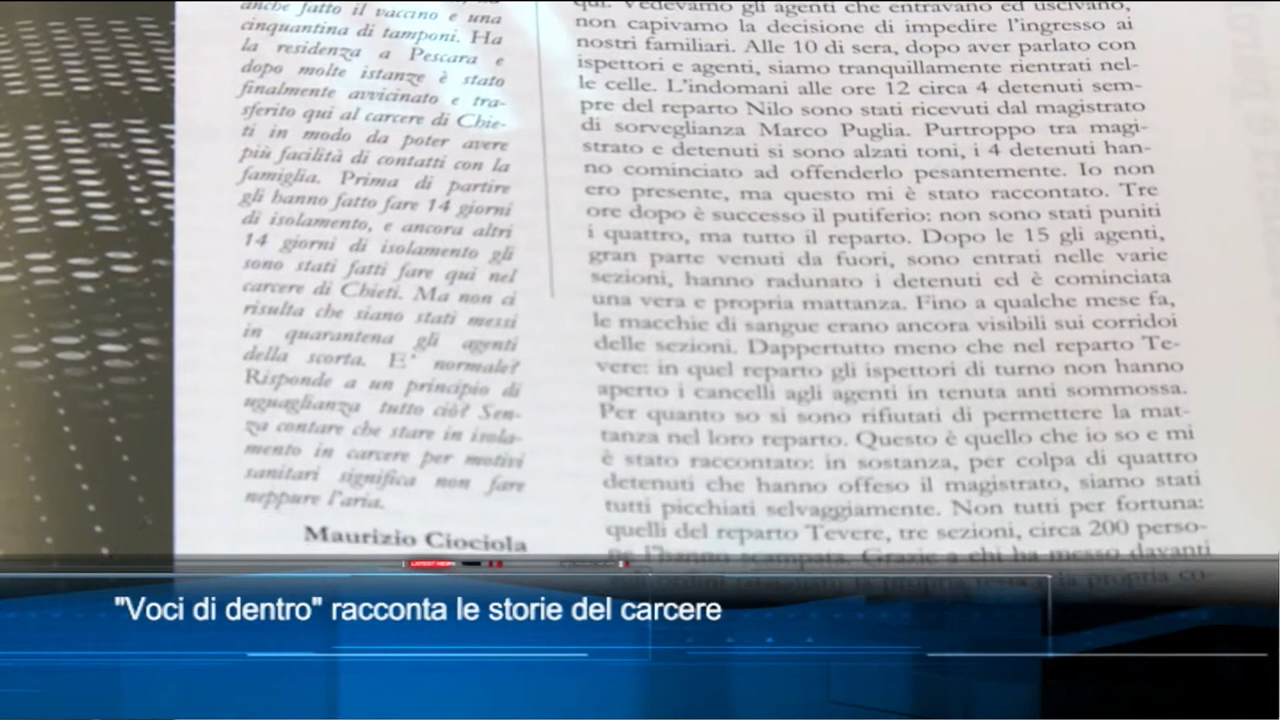 anche fatto il vaccino e una
cinquantina di tamponi. Ha
la residenza a Pescara e
dopo molte istanze è stato
finalmente avvicinato e tra-
sferito qui al carcere di Chie-
ti in modo da poter avere
più facilità di contatti con la
famiglia. Prima di partire
gli hanno fatto fare 14 giorni
di isolamento, e ancora altri
14 giorni di isolamento gli
sono stati fatti fare qui nel
carcere di Chieti. Ma non ci
risulta che siano stati messi
in quarantena gli agenti
della scorta. E' normale?
Risponde a un principio di
uguaglianza tutto ciò? Sen-
za contare che stare in isola-
mento in carcere per motivi
sanitari significa non fare
neppure l'aria.
Maurizio Ciociola
qui. Vedevamo gli agenti che entravano ed uscivano,
non capivamo la decisione di impedire l'ingresso ai
nostri familiari. Alle 10 di sera, dopo aver parlato con
ispettori e agenti, siamo tranquillamente rientrati nel-
le celle. L'indomani alle ore 12 circa 4 detenuti sem-
pre del reparto Nilo sono stati ricevuti dal magistrato
di sorveglianza Marco Puglia. Purtroppo tra magi-
strato e detenuti si sono alzati toni, i 4 detenuti han-
no cominciato ad offenderlo pesantemente. Io non
ero presente, ma questo mi è stato raccontato. Tre
ore dopo è successo il putiferio: non sono stati puniti
i quattro, ma tutto il reparto. Dopo le 15 gli agenti,
gran parte venuti da fuori, sono entrati nelle varie
sezioni, hanno radunato i detenuti ed è cominciata
una vera e propria mattanza. Fino a qualche mese fa,
le macchie di sangue erano ancora visibili sui corridoi
delle sezioni. Dappertutto meno che nel reparto Te-
vere: in quel reparto gli ispettori di turno non hanno
aperto i cancelli agli agenti in tenuta anti sommossa.
Per quanto so si sono rifiutati di permettere la mat-
tanza nel loro reparto. Questo è quello che io so e mi
è stato raccontato: in sostanza, per colpa di quattro
detenuti che hanno offeso il magistrato, siamo stati
tutti picchiati selvaggiamente. Non tutti per fortuna:
quelli del reparto Tevere, tre sezioni, circa 200 perso-
ne l'hanno scampata. Grazie a chi ha messo davanti
la propria
LATEST NEWS
"Voci di dentro" racconta le storie del carcere